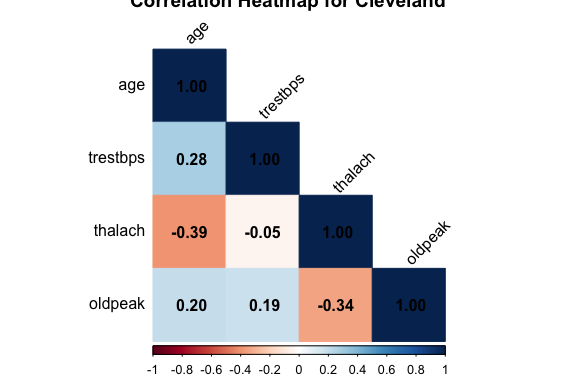 Correlation Heatmap for Cleveland
age
age 1.00
trestbps
trestbps 0.28 1.00
thalach
thalach -0.39 -0.05 1.00
oldpeak
oldpeak 0.20 0.19 -0.34 1.00
-1 -0.8 -0.6 -0.4 -0.2 0 0.2 0.4 0.6 0.8 1